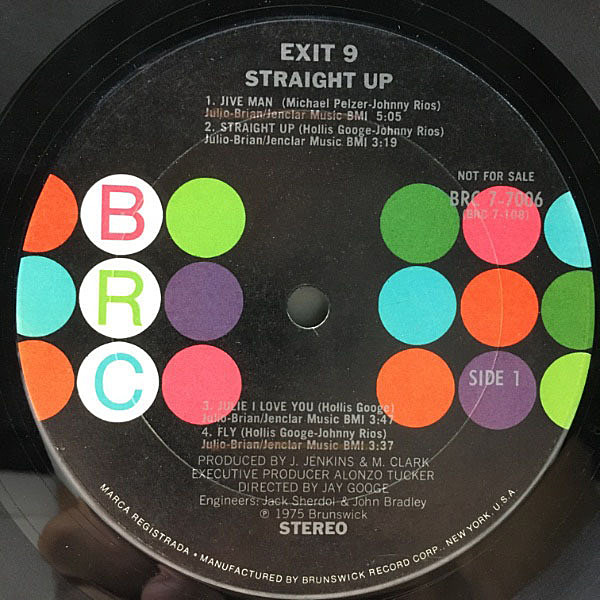 EXIT 9
STRAIGHT UP
1. JIVE MAN (Michael Pelzer-Johnny Rios)
Julio-Brian/Jenclar Music BMI 5:05
2. STRAIGHT UP (Hollis Googe-Johnny Rios)
Julio-Brian/Jenclar Music BMI 3:19
NOT FOR SALE
BRC 7-7006
(BRC 7-108)
B
R
C
SIDE 1
3. JULIE I LOVE YOU (Hollis Googe)
Julio-Brian/Jenclar Music BMI 3:47
4. FLY (Hollis Googe-Johnny Rios)
Julio-Brian/Jenclar Music BMI 3:37
PRODUCED BY J. JENKINS & M. CLARK
EXECUTIVE PRODUCER ALONZO TUCKER
DIRECTED BY JAY GOOGE
Engineers: Jack Sherdol & John Bradley
℗ 1975 Brunswick
STEREO
MARCA REGISTRADA • MANUFACTURED BY BRUNSWICK RECORD CORP., NEW YORK, U.S.A.